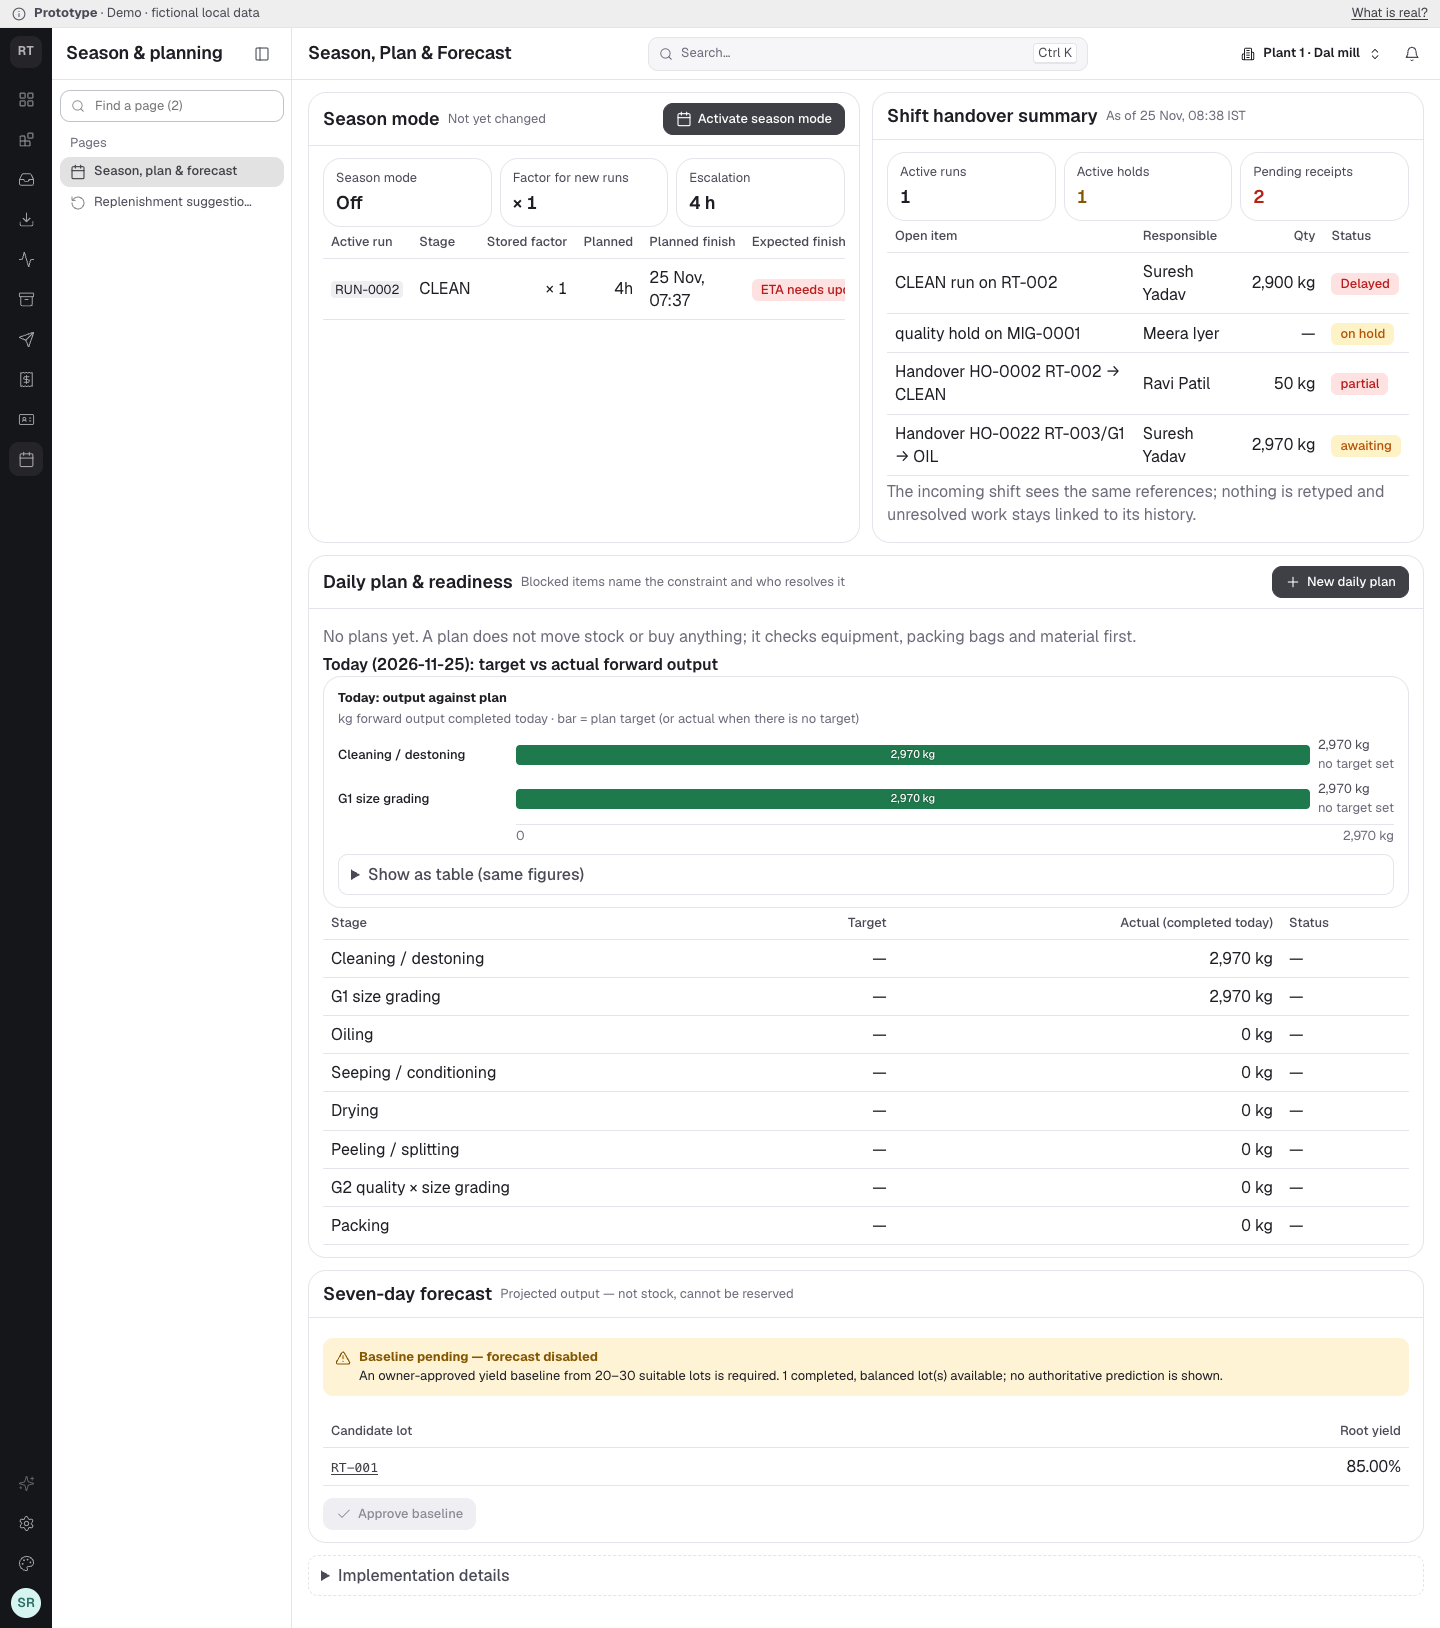 Prototype · Demo · fictional local data
What is real?
RT
Season & planning
Season, Plan & Forecast
Search...
Ctrl K
Plant 1 · Dal mill
Find a page (2)
Pages
Season, plan & forecast
Replenishment suggestio...
Season mode Not yet changed
Activate season mode
Season mode
Off
Factor for new runs
× 1
Escalation
4 h
Active run Stage Stored factor Planned Planned finish Expected finish
RUN-0002 CLEAN × 1 4h 25 Nov, 07:37 ETA needs upd
Shift handover summary As of 25 Nov, 08:38 IST
Active runs
1
Active holds
1
Pending receipts
2
Open item Responsible Qty Status
CLEAN run on RT-002 Suresh Yadav 2,900 kg Delayed
quality hold on MIG-0001 Meera Iyer — on hold
Handover HO-0002 RT-002 → CLEAN Ravi Patil 50 kg partial
Handover HO-0022 RT-003/G1 → OIL Suresh Yadav 2,970 kg awaiting
The incoming shift sees the same references; nothing is retyped and
unresolved work stays linked to its history.
Daily plan & readiness Blocked items name the constraint and who resolves it
New daily plan
No plans yet. A plan does not move stock or buy anything; it checks equipment, packing bags and material first.
Today (2026-11-25): target vs actual forward output
Today: output against plan
kg forward output completed today · bar = plan target (or actual when there is no target)
Cleaning / destoning 2,970 kg 2,970 kg
no target set
G1 size grading 2,970 kg 2,970 kg
no target set
0 2,970 kg
Show as table (same figures)
Stage Target Actual (completed today) Status
Cleaning / destoning — 2,970 kg —
G1 size grading — 2,970 kg —
Oiling — 0 kg —
Seeping / conditioning — 0 kg —
Drying — 0 kg —
Peeling / splitting — 0 kg —
G2 quality × size grading — 0 kg —
Packing — 0 kg —
Seven-day forecast Projected output — not stock, cannot be reserved
Baseline pending — forecast disabled
An owner-approved yield baseline from 20–30 suitable lots is required. 1 completed, balanced lot(s) available; no authoritative prediction is shown.
Candidate lot Root yield
RT-001 85.00%
Approve baseline
Implementation details
SR